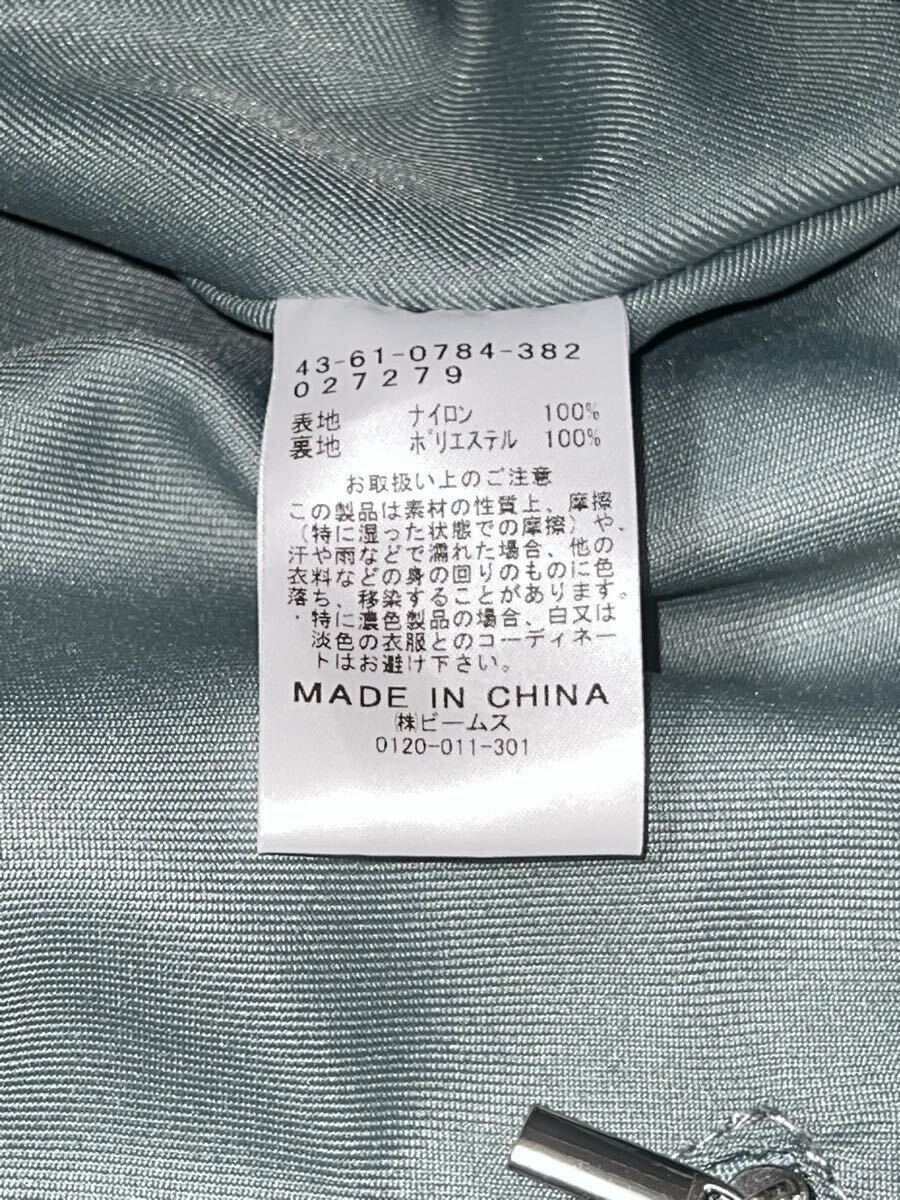 43-61-0784-382
027279
表地 ナイロン 100%
裏地 ポリエステル 100%
お取扱い上のご注意
この製品は素材の性質上、摩擦
(特に湿った状態での摩擦)や、
汗や雨などで濡れた場合、他の
衣料などの身の回りのものに色
落ち、移染することがあります。
・特に濃色製品の場合、白又は
淡色の衣服とのコーディネー
トはお避け下さい。
MADE IN CHINA
㈱ビームス
0120-011-301